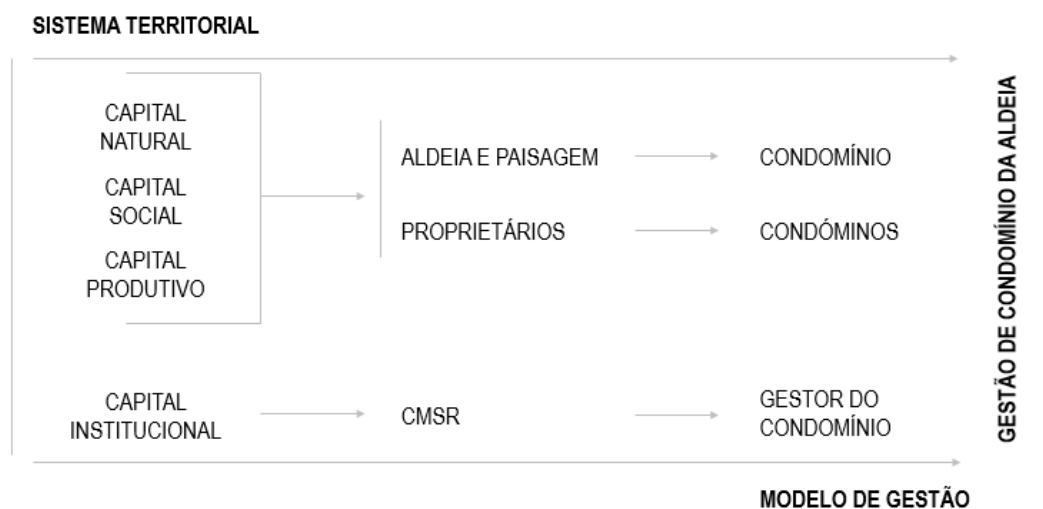 SISTEMA TERRITORIAL
CAPITAL
NATURAL
CAPITAL
SOCIAL
CAPITAL
PRODUTIVO
ALDEIA E PAISAGEM
CONDOMÍNIO
PROPRIETÁRIOS
CONDÓMINOS
CAPITAL
INSTITUCIONAL
CMSR
GESTOR DO
CONDOMÍNIO
GESTÃO DE CONDOMÍNIO DA ALDEIA
MODELO DE GESTÃO